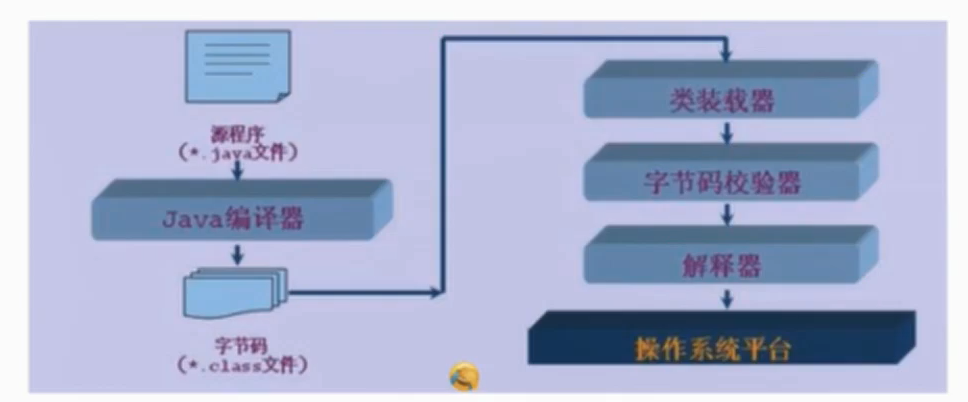 源程序
(*.java文件)
Java编译器
字节码
(*.class文件)
类装载器
字节码校验器
解释器
操作系统平台